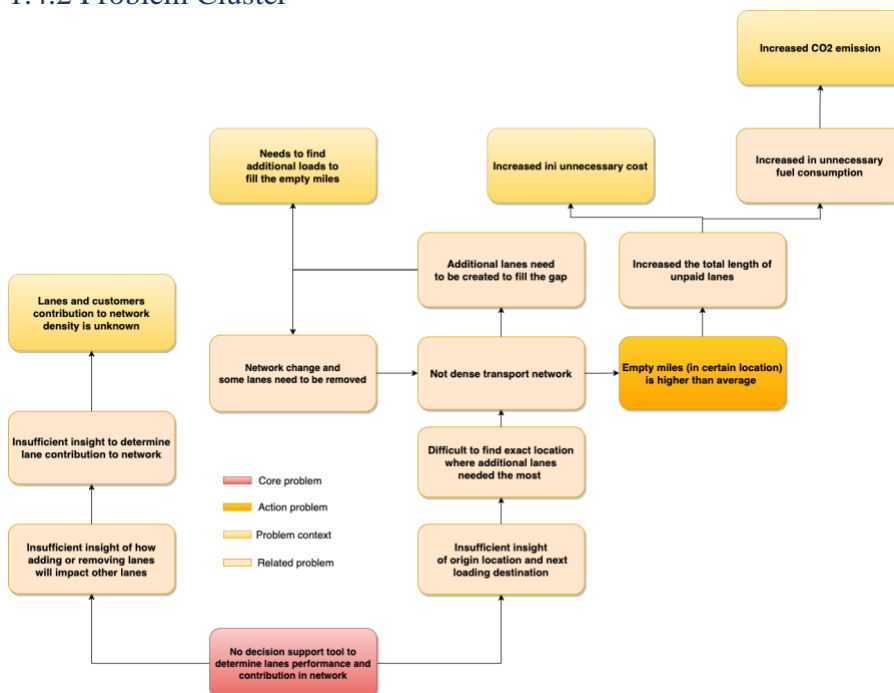 1.4.2 Problem Cluster
Increased CO2 emission
Needs to find
additional loads to
fill the empty miles
Increased ini unnecessary cost
Increased in unnecessary
fuel consumption
Additional lanes need
to be created to fill the gap
Increased the total length of
unpaid lanes
Lanes and customers
contribution to network
density is unknown
Network change and
some lanes need to be removed
Not dense transport network
Empty miles (in certain location)
is higher than average
Insufficient insight to determine
lane contribution to network
Difficult to find exact location
where additional lanes
needed the most
Core problem
Action problem
Problem context
Related problem
Insufficient insight of how
adding or removing lanes
will impact other lanes
Insufficient insight
of origin location and next
loading destination
No decision support tool to
determine lanes performance and
contribution in network